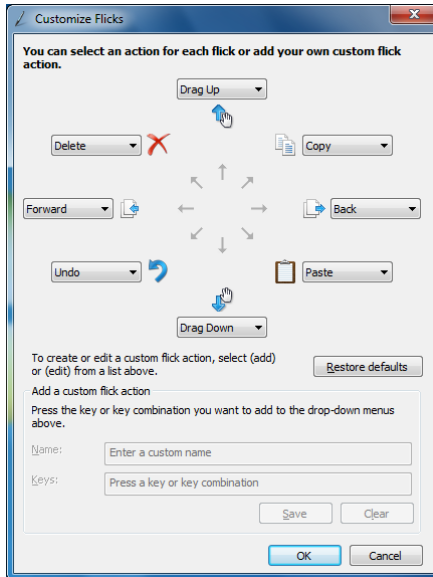 Customize Flicks
You can select an action for each flick or add your own custom flick
action.
Drag Up
Delete
Copy
Forward
Back
Undo
Paste
Drag Down
To create or edit a custom flick action, select (add)
or (edit) from a list above.
Restore defaults
Add a custom flick action
Press the key or key combination you want to add to the drop-down menus
above.
Name:
Enter a custom name
Keys:
Press a key or key combination
Save
Clear
OK
Cancel